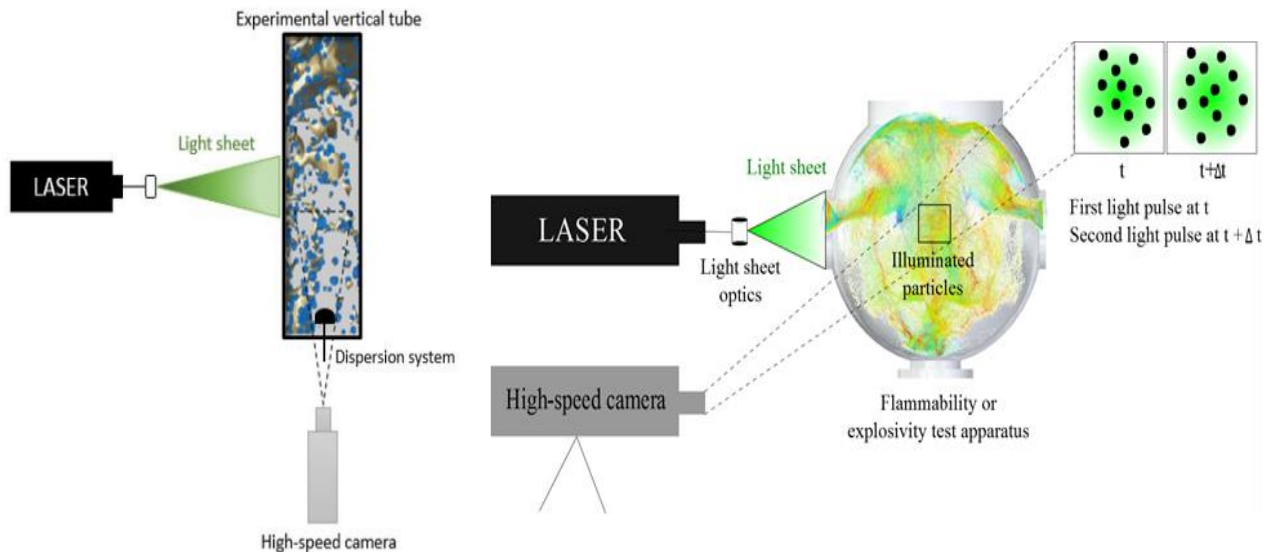 Experimental vertical tube
Light sheet
LASER
Dispersion system
High-speed camera
Light sheet
LASER
Light sheet
optics
Illuminated
particles
High-speed camera
Flammability or
explosivity test apparatus
t
t+Δt
First light pulse at t
Second light pulse at t + Δ t